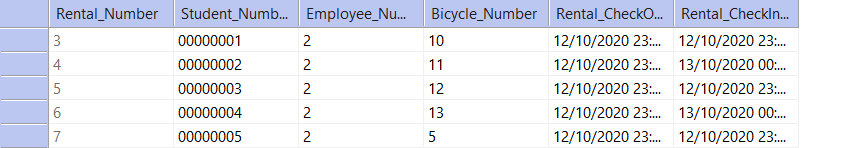 Rental_Number Student_Numb... Employee_Nu... Bicycle_Number Rental_CheckO... Rental_CheckIn...
3 00000001 2 10 12/10/2020 23:... 12/10/2020 23:...
4 00000002 2 11 12/10/2020 23:... 13/10/2020 00:...
5 00000003 2 12 12/10/2020 23:... 12/10/2020 23:...
6 00000004 2 13 12/10/2020 23:... 13/10/2020 00:...
7 00000005 2 5 12/10/2020 23:... 12/10/2020 23:...